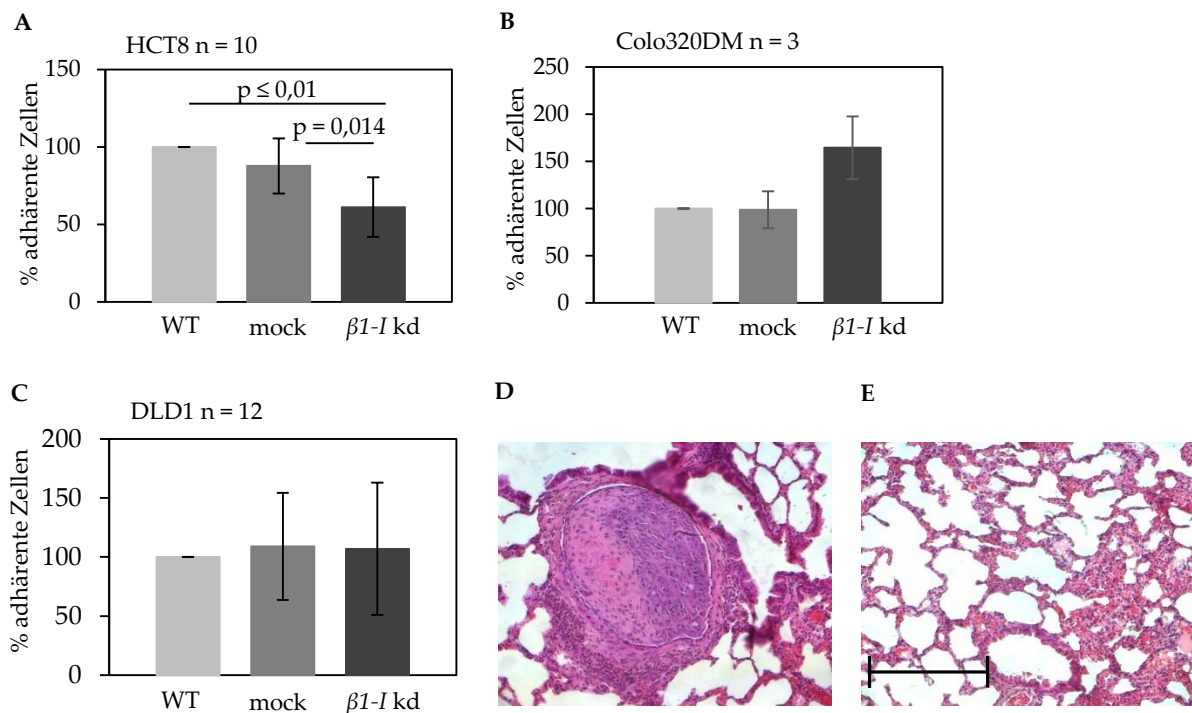 A
HCT8 n = 10
% adhärente Zellen
150
100
50
0
p ≤ 0,01
p = 0,014
WT mock β1-I kd
B
Colo320DM n = 3
% adhärente Zellen
250
200
150
100
50
0
WT mock β1-I kd
C
DLD1 n = 12
% adhärente Zellen
200
150
100
50
0
WT mock β1-I kd
D
E